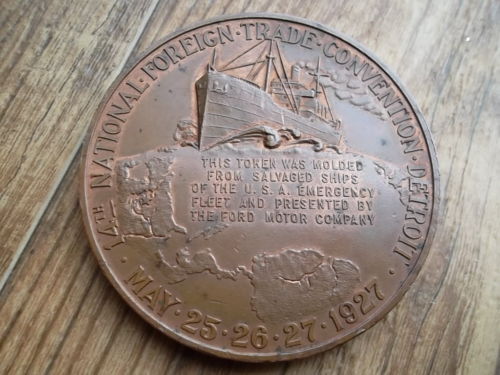 14TH · NATIONAL · FOREIGN · TRADE · CONVENTION · DETROIT ·
THIS TOKEN WAS MOLDED
FROM SALVAGED SHIPS
OF THE U. S. A. EMERGENCY
FLEET AND PRESENTED BY
THE FORD MOTOR COMPANY
· MAY · 25 · 26 · 27 · 1927 ·